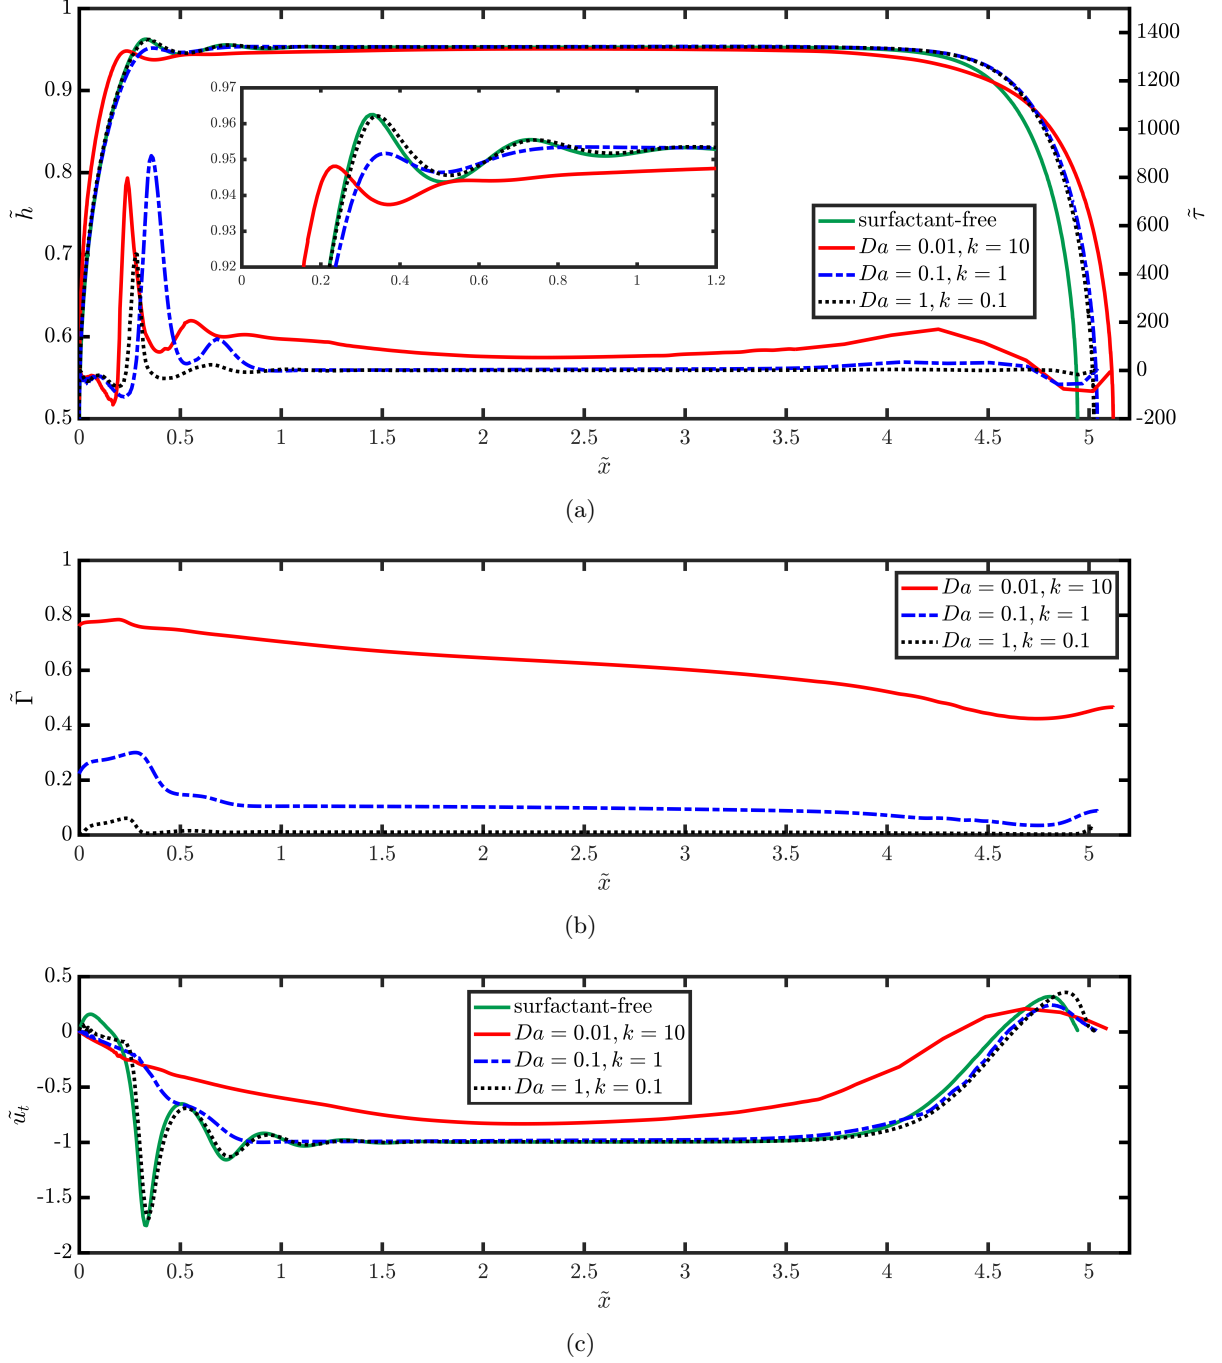 1
0.9
0.8
0.7
0.6
0.5
h̃
1400
1200
1000
800
600
400
200
0
-200
τ̃
0.97
0.96
0.95
0.94
0.93
0.92
0 0.2 0.4 0.6 0.8 1 1.2
surfactant-free
Da = 0.01, k = 10
Da = 0.1, k = 1
Da = 1, k = 0.1
0 0.5 1 1.5 2 2.5 3 3.5 4 4.5 5
x̃
(a)
1
0.8
0.6
0.4
0.2
0
Γ̃
Da = 0.01, k = 10
Da = 0.1, k = 1
Da = 1, k = 0.1
0 0.5 1 1.5 2 2.5 3 3.5 4 4.5 5
x̃
(b)
0.5
0
-0.5
-1
-1.5
-2
ũ_t
surfactant-free
Da = 0.01, k = 10
Da = 0.1, k = 1
Da = 1, k = 0.1
0 0.5 1 1.5 2 2.5 3 3.5 4 4.5 5
x̃
(c)